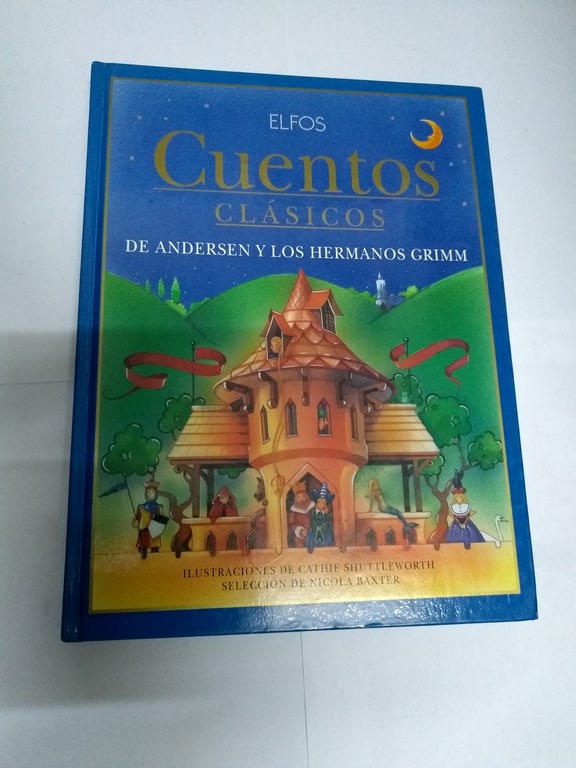 ELFOS
Cuentos
CLÁSICOS
DE ANDERSEN Y LOS HERMANOS GRIMM
ILUSTRACIONES DE CATHIE SHUTTLEWORTH
SELECCIÓN DE NICOLA BAXTER